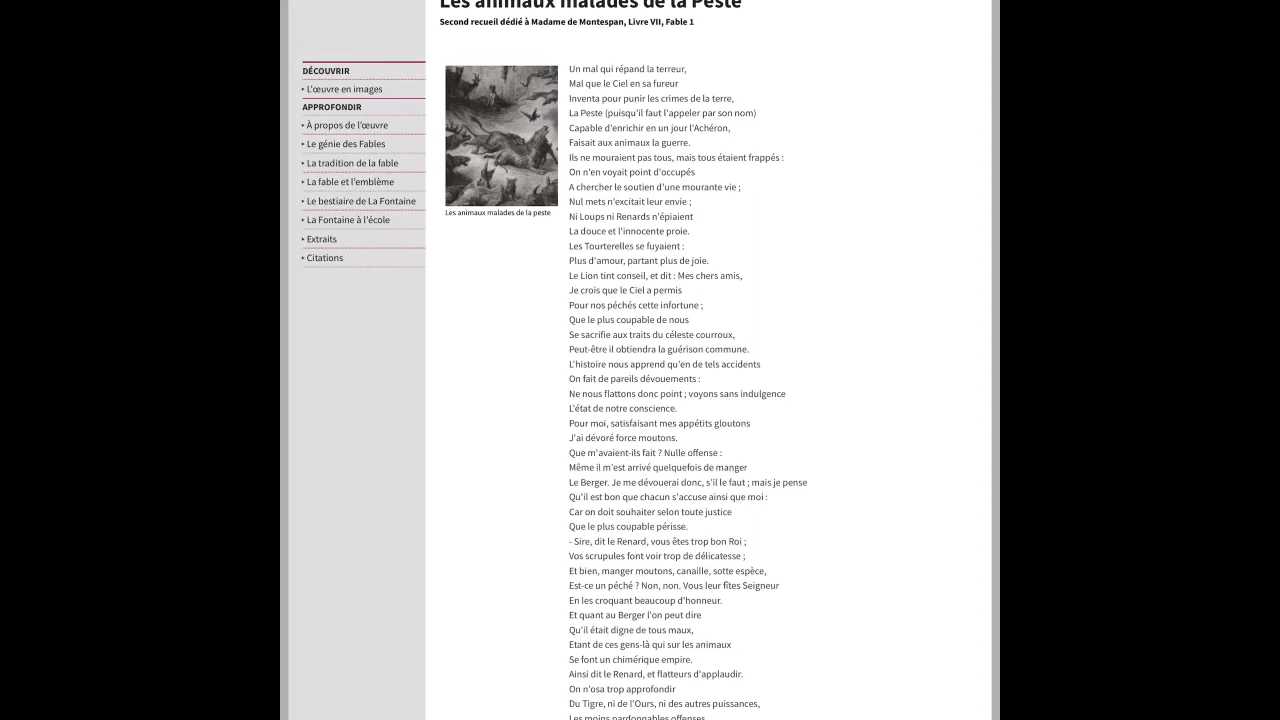 Les animaux malades de la Peste
Second recueil dédié à Madame de Montespan, Livre VII, Fable 1
DÉCOUVRIR
L'œuvre en images
APPROFONDIR
À propos de l'œuvre
Le génie des Fables
La tradition de la fable
La fable et l'emblème
Le bestiaire de La Fontaine
La Fontaine à l'école
Extraits
Citations
Les animaux malades de la peste
Un mal qui répand la terreur,
Mal que le Ciel en sa fureur
Inventa pour punir les crimes de la terre,
La Peste (puisqu'il faut l'appeler par son nom)
Capable d'enrichir en un jour l'Achéron,
Faisait aux animaux la guerre.
Ils ne mouraient pas tous, mais tous étaient frappés :
On n'en voyait point d'occupés
A chercher le soutien d'une mourante vie ;
Nul mets n'excitait leur envie ;
Ni Loups ni Renards n'épiaient
La douce et l'innocente proie.
Les Tourterelles se fuyaient :
Plus d'amour, partant plus de joie.
Le Lion tint conseil, et dit : Mes chers amis,
Je crois que le Ciel a permis
Pour nos péchés cette infortune ;
Que le plus coupable de nous
Se sacrifie aux traits du céleste courroux,
Peut-être il obtiendra la guérison commune.
L'histoire nous apprend qu'en de tels accidents
On fait de pareils dévouements :
Ne nous flattons donc point ; voyons sans indulgence
L'état de notre conscience.
Pour moi, satisfaisant mes appétits gloutons
J'ai dévoré force moutons.
Que m'avaient-ils fait ? Nulle offense :
Même il m'est arrivé quelquefois de manger
Le Berger. Je me dévouerai donc, s'il le faut ; mais je pense
Qu'il est bon que chacun s'accuse ainsi que moi :
Car on doit souhaiter selon toute justice
Que le plus coupable périsse.
- Sire, dit le Renard, vous êtes trop bon Roi ;
Vos scrupules font voir trop de délicatesse ;
Et bien, manger moutons, canaille, sotte espèce,
Est-ce un péché ? Non, non. Vous leur fîtes Seigneur
En les croquant beaucoup d'honneur.
Et quant au Berger l'on peut dire
Qu'il était digne de tous maux,
Etant de ces gens-là qui sur les animaux
Se font un chimérique empire.
Ainsi dit le Renard, et flatteurs d'applaudir.
On n'osa trop approfondir
Du Tigre, ni de l'Ours, ni des autres puissances,
Les moins pardonnables offenses.